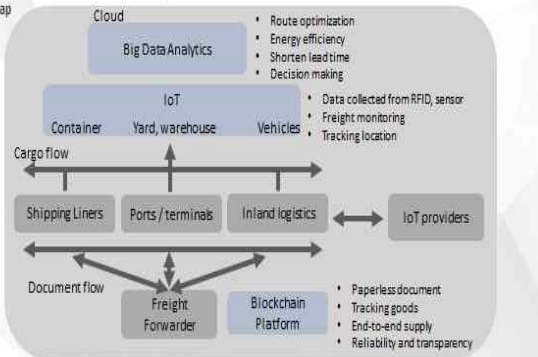 ap
Cloud
Big Data Analytics
• Route optimization
• Energy efficiency
• Shorten lead time
• Decision making
IoT
Container Yard, warehouse Vehicles
• Data collected from RFID, sensor
• Freight monitoring
• Tracking location
Cargo flow
Shipping Liners Ports / terminals Inland logistics IoT providers
Document flow
Freight
Forwarder
Blockchain
Platform
• Paperless document
• Tracking goods
• End-to-end supply
• Reliability and transparency